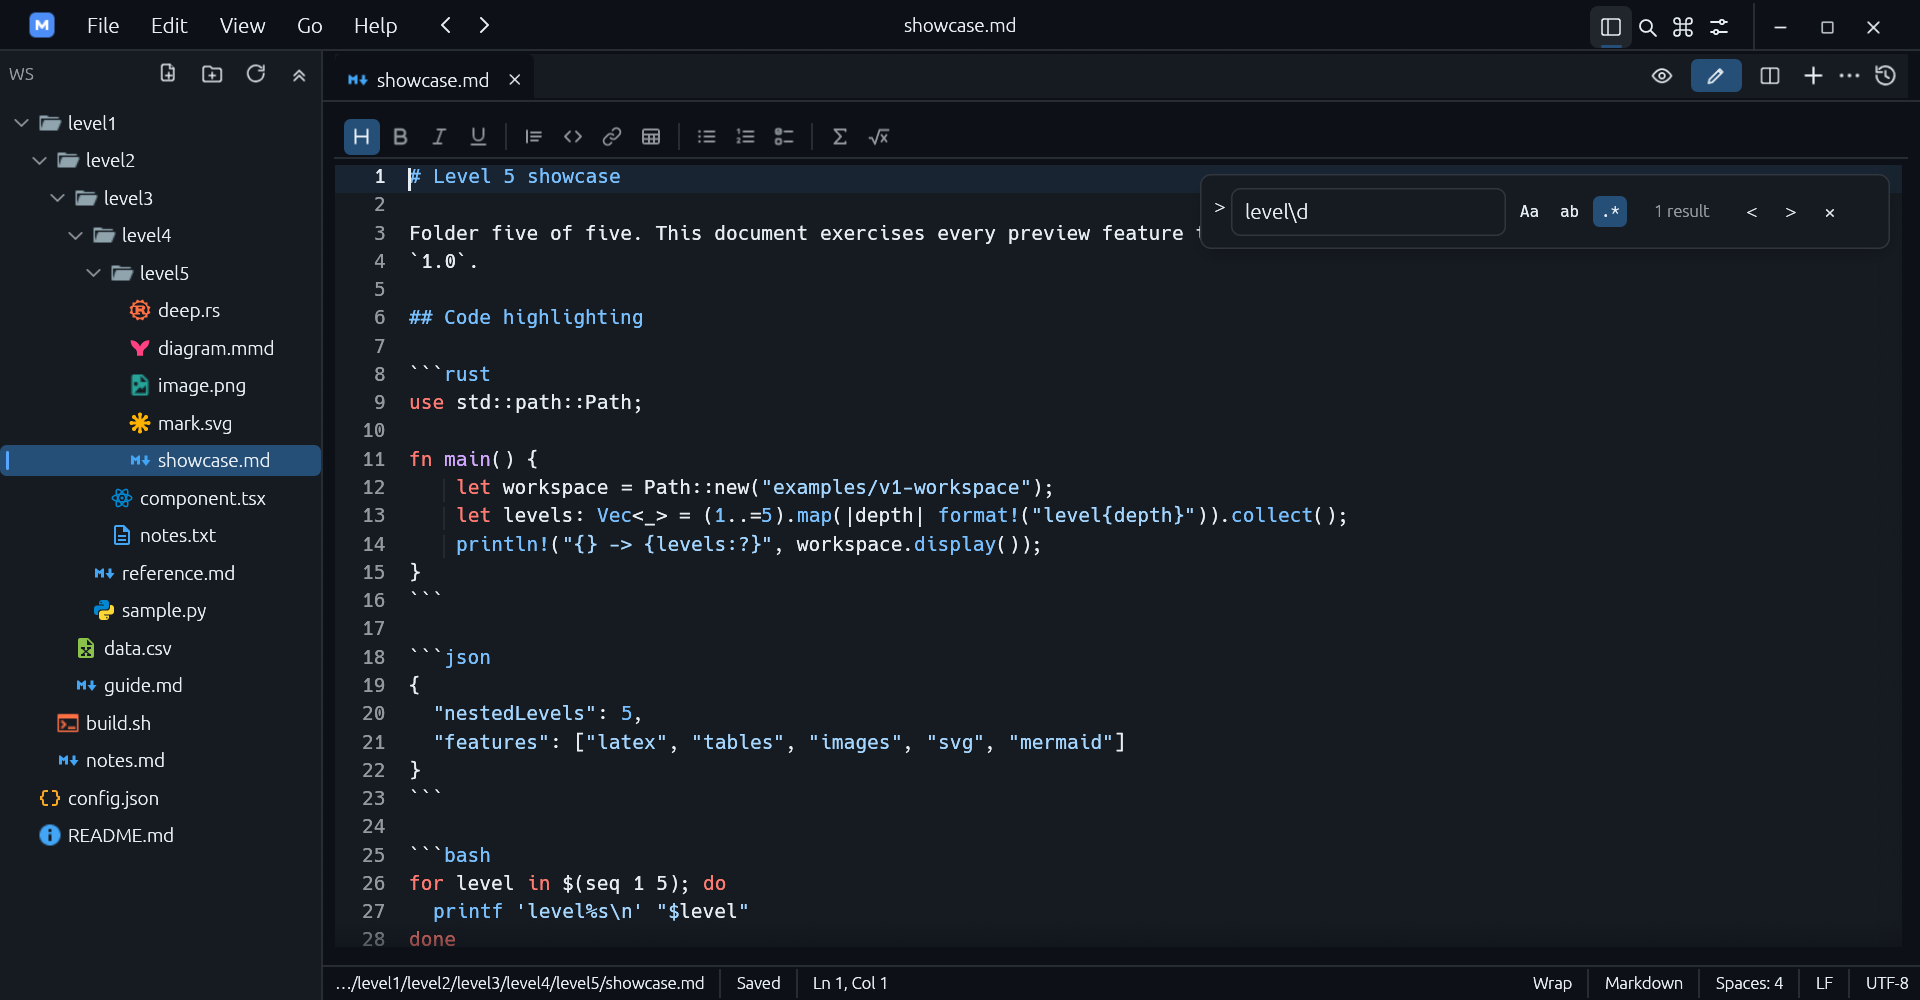 M File Edit View Go Help < > showcase.md
WS
showcase.md
level1
level2
level3
level4
level5
deep.rs
diagram.mmd
image.png
mark.svg
showcase.md
component.tsx
notes.txt
reference.md
sample.py
data.csv
guide.md
build.sh
notes.md
config.json
README.md
H B I U
> level\d Aa ab .* 1 result < > ×
1 # Level 5 showcase
2
3 Folder five of five. This document exercises every preview feature
4 `1.0`.
5
6 ## Code highlighting
7
8 ```rust
9 use std::path::Path;
10
11 fn main() {
12     let workspace = Path::new("examples/v1-workspace");
13     let levels: Vec<_> = (1..=5).map(|depth| format!("level{depth}")).collect();
14     println!("{} -> {levels:?}", workspace.display());
15 }
16 ```
17
18 ```json
19 {
20   "nestedLevels": 5,
21   "features": ["latex", "tables", "images", "svg", "mermaid"]
22 }
23 ```
24
25 ```bash
26 for level in $(seq 1 5); do
27   printf 'level%s\n' "$level"
28 done
…/level1/level2/level3/level4/level5/showcase.md Saved Ln 1, Col 1 Wrap Markdown Spaces: 4 LF UTF-8